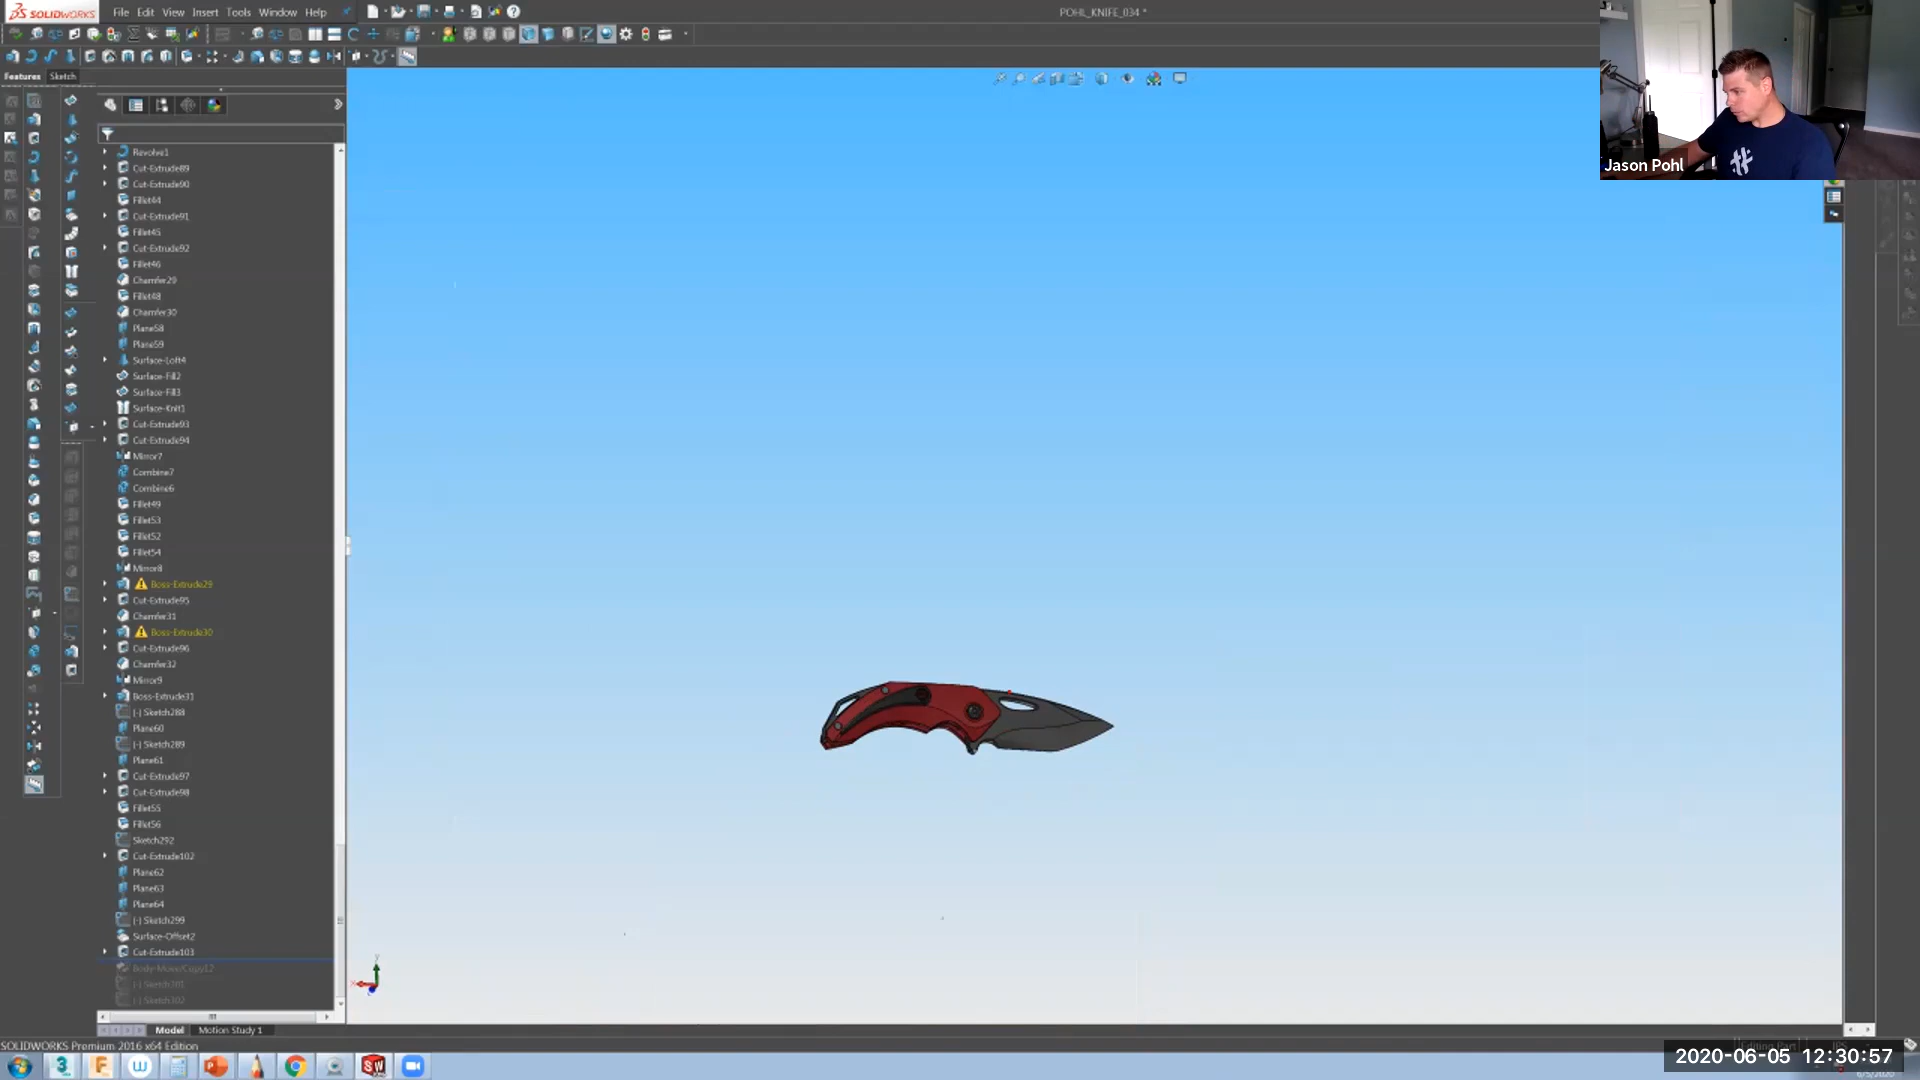 SOLIDWORKS
File Edit View Insert Tools Window Help
POHL_KNIFE_034 *
Features Sketch
Jason Pohl
Revolve1
Cut-Extrude89
Cut-Extrude90
Fillet44
Cut-Extrude91
Fillet45
Cut-Extrude92
Fillet46
Chamfer29
Fillet48
Chamfer30
Plane58
Plane59
Surface-Loft4
Surface-Fill2
Surface-Fill3
Surface-Knit1
Cut-Extrude93
Cut-Extrude94
Mirror7
Combine7
Combine6
Fillet49
Fillet53
Fillet52
Fillet54
Mirror8
Boss-Extrude29
Cut-Extrude95
Chamfer31
Boss-Extrude30
Cut-Extrude96
Chamfer32
Mirror9
Boss-Extrude31
(-) Sketch288
Plane60
(-) Sketch289
Plane61
Cut-Extrude97
Cut-Extrude98
Fillet55
Fillet56
Sketch292
Cut-Extrude102
Plane62
Plane63
Plane64
(-) Sketch299
Surface-Offset2
Cut-Extrude103
Body-Move/Copy12
(-) Sketch301
(-) Sketch302
Model Motion Study 1
SOLIDWORKS Premium 2016 x64 Edition
2020-06-05 12:30:57